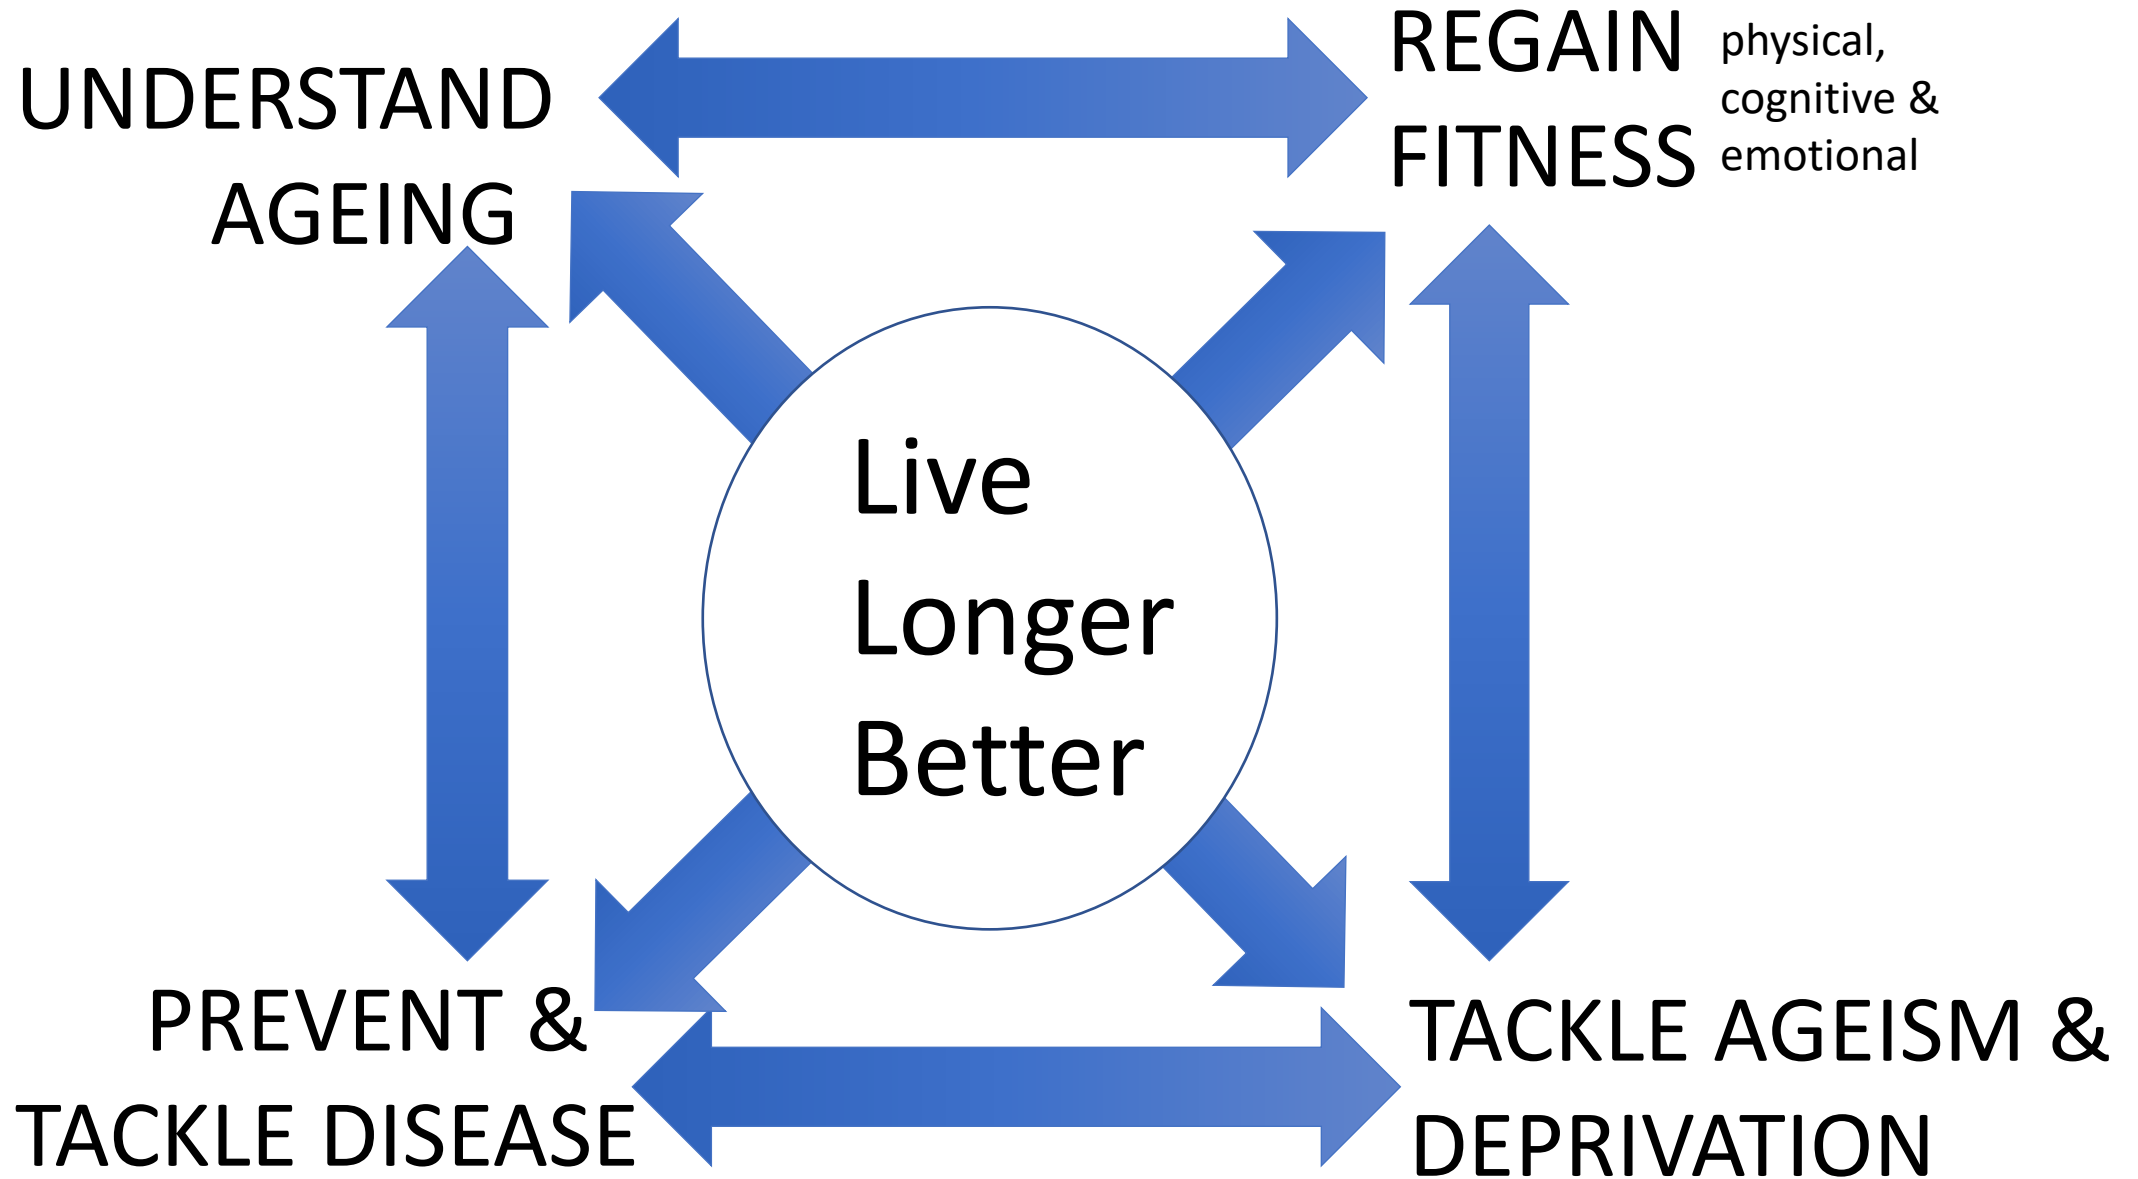 UNDERSTAND
AGEING
REGAIN
FITNESS
physical,
cognitive &
emotional
Live
Longer
Better
PREVENT &
TACKLE DISEASE
TACKLE AGEISM &
DEPRIVATION